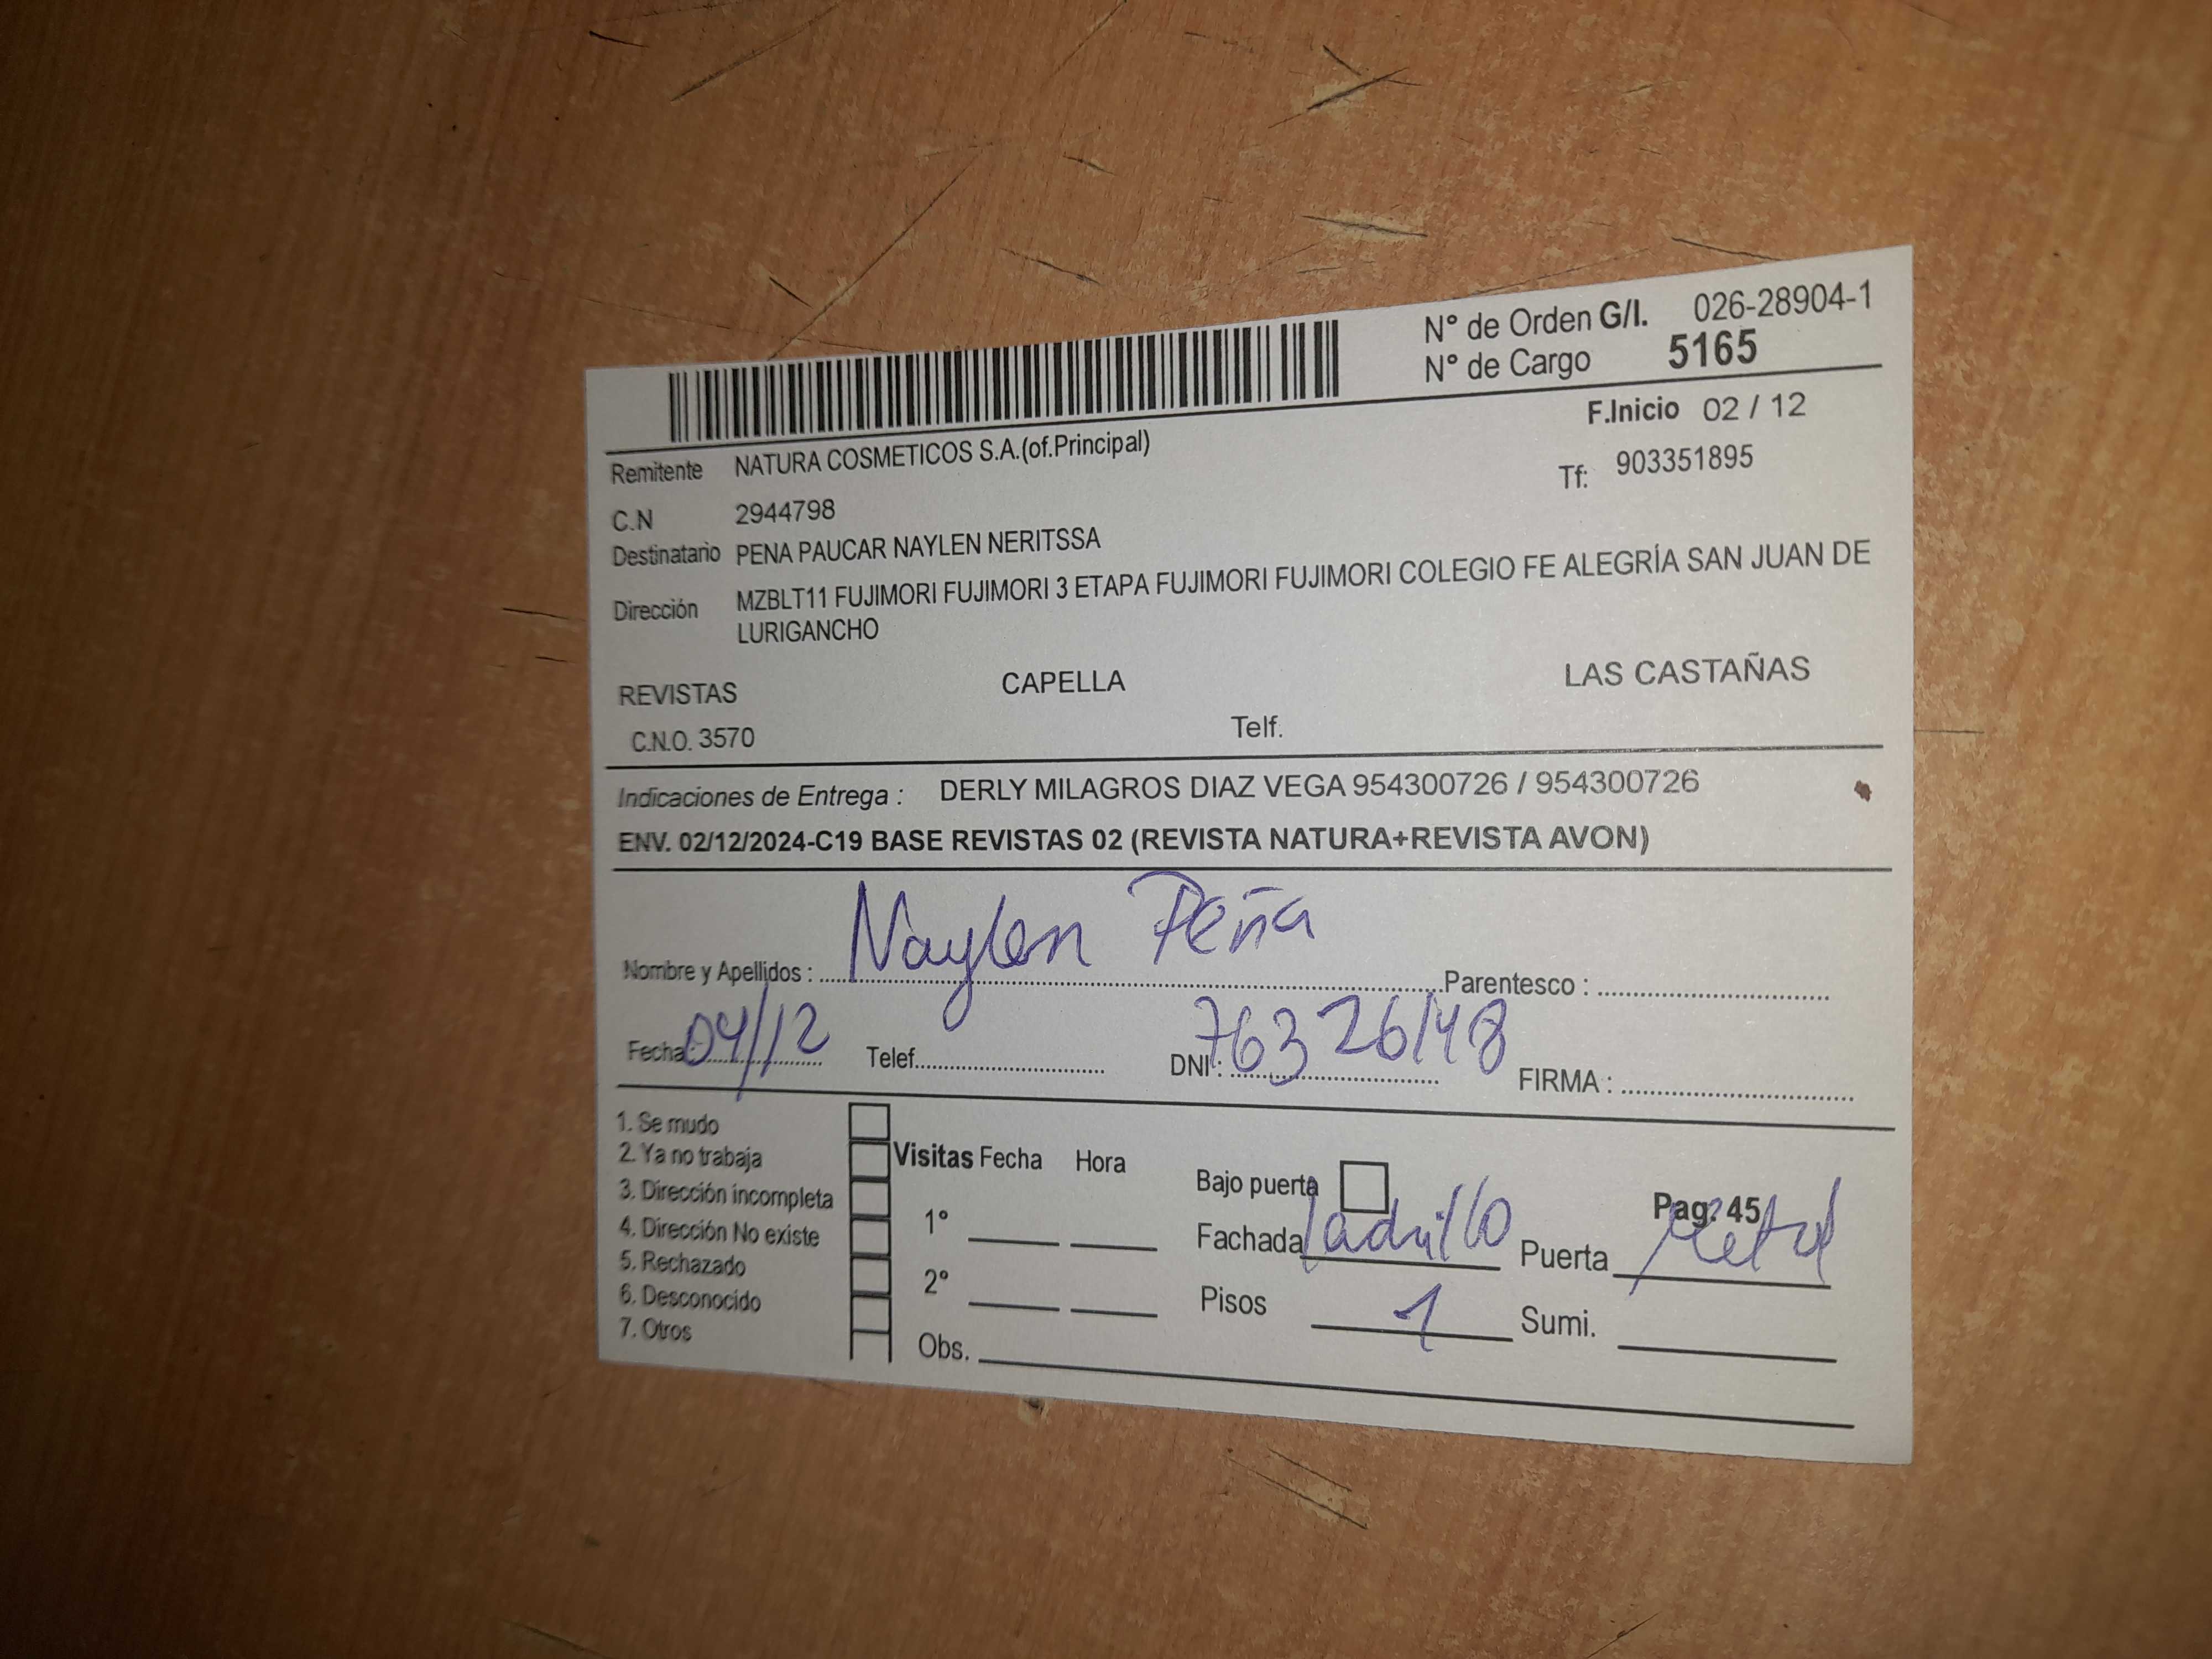 N° de Orden G/I. 026-28904-1
N° de Cargo 5165
F.Inicio 02 / 12
Remitente NATURA COSMETICOS S.A.(of.Principal)
Tf: 903351895
C.N 2944798
Destinatario PENA PAUCAR NAYLEN NERITSSA
Dirección MZBLT11 FUJIMORI FUJIMORI 3 ETAPA FUJIMORI FUJIMORI COLEGIO FE ALEGRÍA SAN JUAN DE
LURIGANCHO
REVISTAS CAPELLA LAS CASTAÑAS
C.N.O. 3570 Telf.
Indicaciones de Entrega : DERLY MILAGROS DIAZ VEGA 954300726 / 954300726
ENV. 02/12/2024-C19 BASE REVISTAS 02 (REVISTA NATURA+REVISTA AVON)
Nombre y Apellidos : Naylen Peña Parentesco :
Fecha: 04/12 Telef. DNI : 76326148 FIRMA :
1. Se mudo
2. Ya no trabaja
3. Dirección incompleta
4. Dirección No existe
5. Rechazado
6. Desconocido
7. Otros
Visitas Fecha Hora
1°
2°
Obs.
Bajo puerta Pag. 45
Fachada ladrillo Puerta Metal
Pisos 1 Sumi.